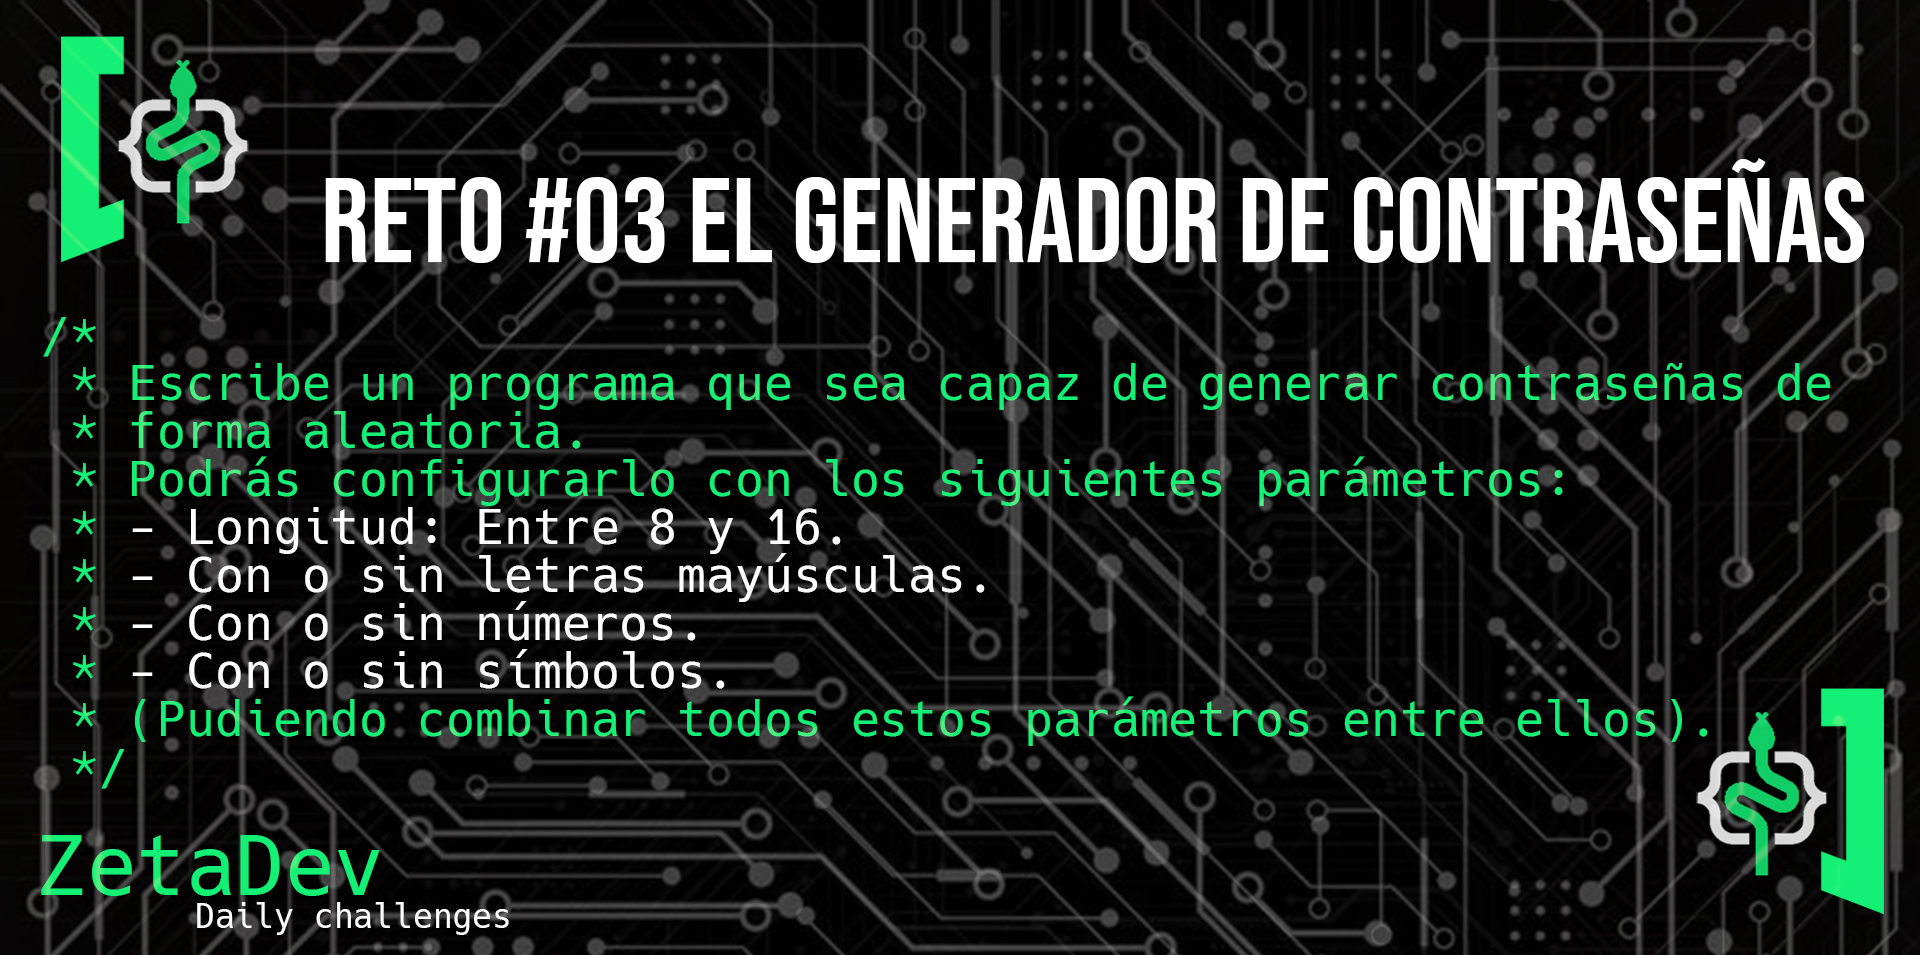 RETO #03 EL GENERADOR DE CONTRASEÑAS
/*
* Escribe un programa que sea capaz de generar contraseñas de
* forma aleatoria.
* Podrás configurarlo con los siguientes parámetros:
* - Longitud: Entre 8 y 16.
* - Con o sin letras mayúsculas.
* - Con o sin números.
* - Con o sin símbolos.
* (Pudiendo combinar todos estos parámetros entre ellos).
*/
ZetaDev
Daily challenges